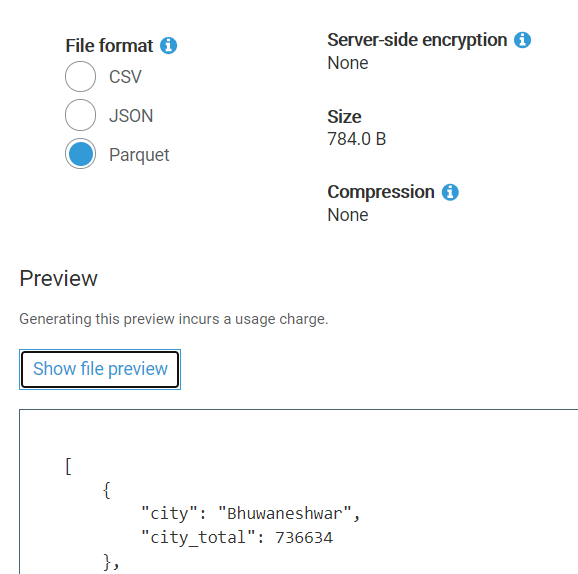 File format
CSV
JSON
Parquet
Server-side encryption
None
Size
784.0 B
Compression
None
Preview
Generating this preview incurs a usage charge.
Show file preview
[
{
"city": "Bhuwaneshwar",
"city_total": 736634
},